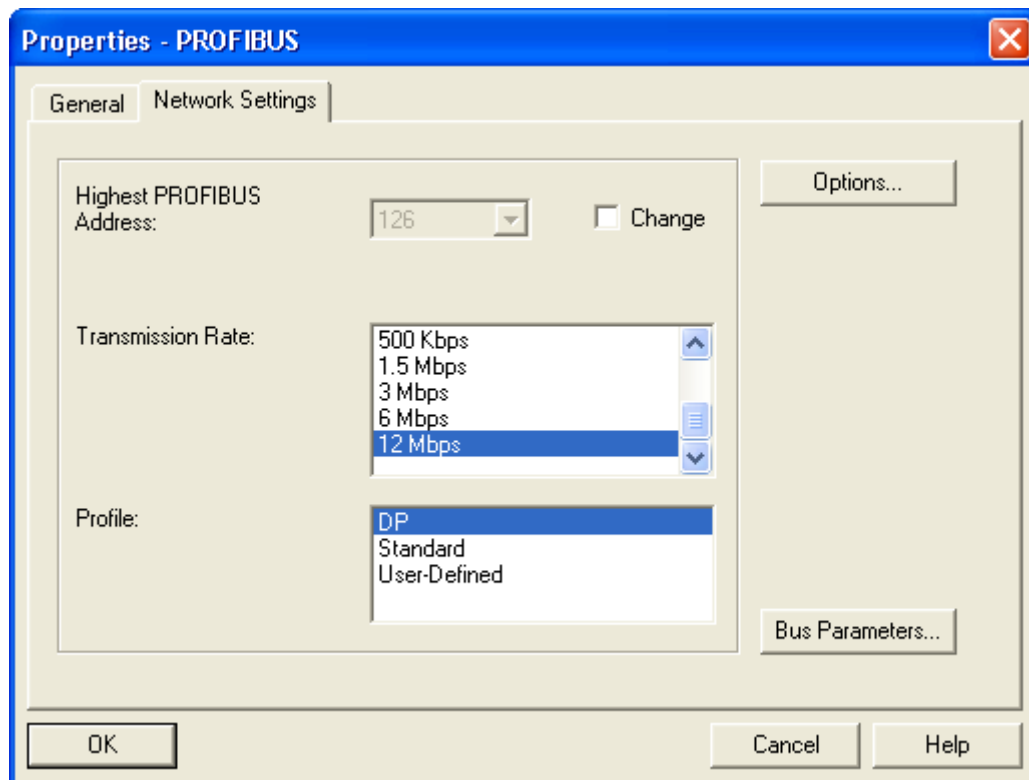 Properties - PROFIBUS
General
Network Settings
Highest PROFIBUS
Address:
126
Change
Options...
Transmission Rate:
500 Kbps
1.5 Mbps
3 Mbps
6 Mbps
12 Mbps
Profile:
DP
Standard
User-Defined
Bus Parameters...
OK
Cancel
Help